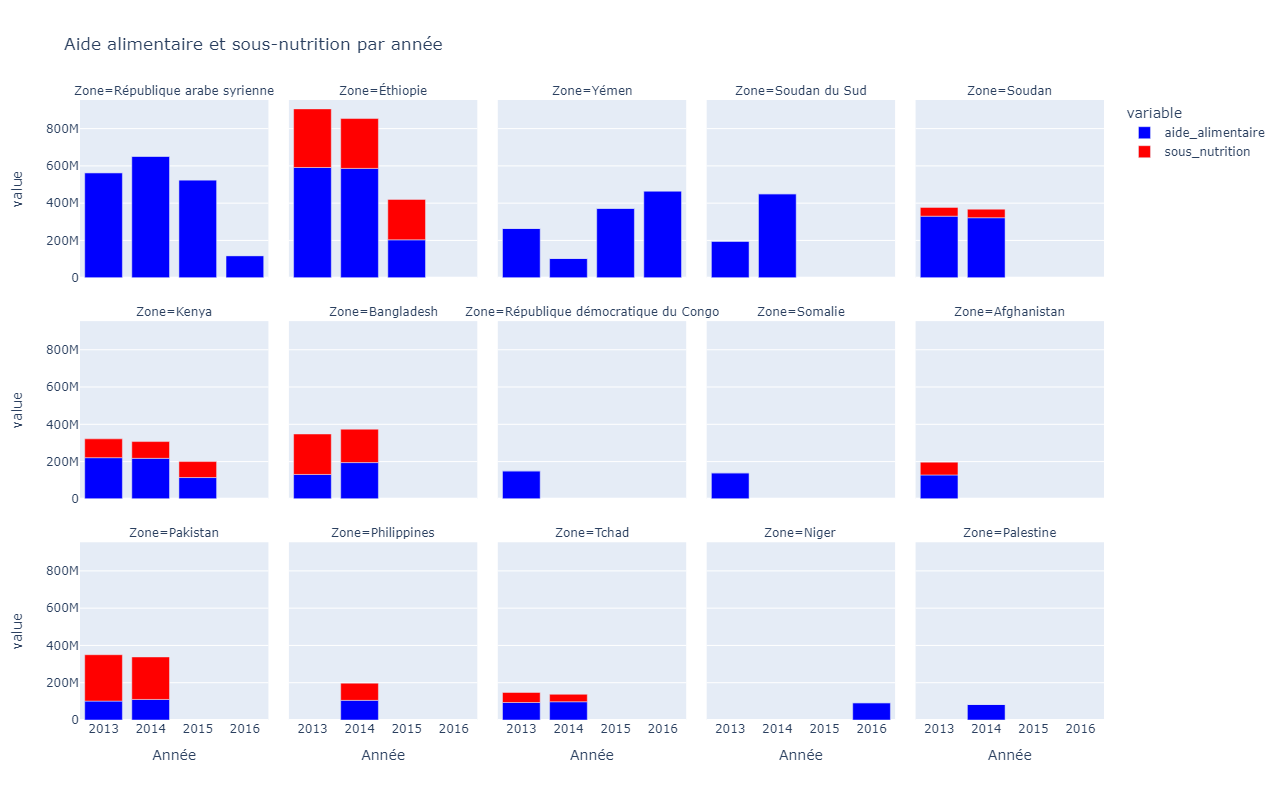 Aide alimentaire et sous-nutrition par année
Zone=République arabe syrienne
Zone=Éthiopie
Zone=Yémen
Zone=Soudan du Sud
Zone=Soudan
variable
aide_alimentaire
sous_nutrition
value
800M
600M
400M
200M
0
Zone=Kenya
Zone=Bangladesh
Zone=République démocratique du Congo
Zone=Somalie
Zone=Afghanistan
value
800M
600M
400M
200M
0
Zone=Pakistan
Zone=Philippines
Zone=Tchad
Zone=Niger
Zone=Palestine
value
800M
600M
400M
200M
0
2013 2014 2015 2016
2013 2014 2015 2016
2013 2014 2015 2016
2013 2014 2015 2016
2013 2014 2015 2016
Année
Année
Année
Année
Année